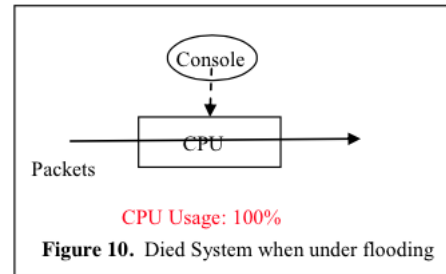 Console
CPU
Packets
CPU Usage: 100%
Figure 10. Died System when under flooding